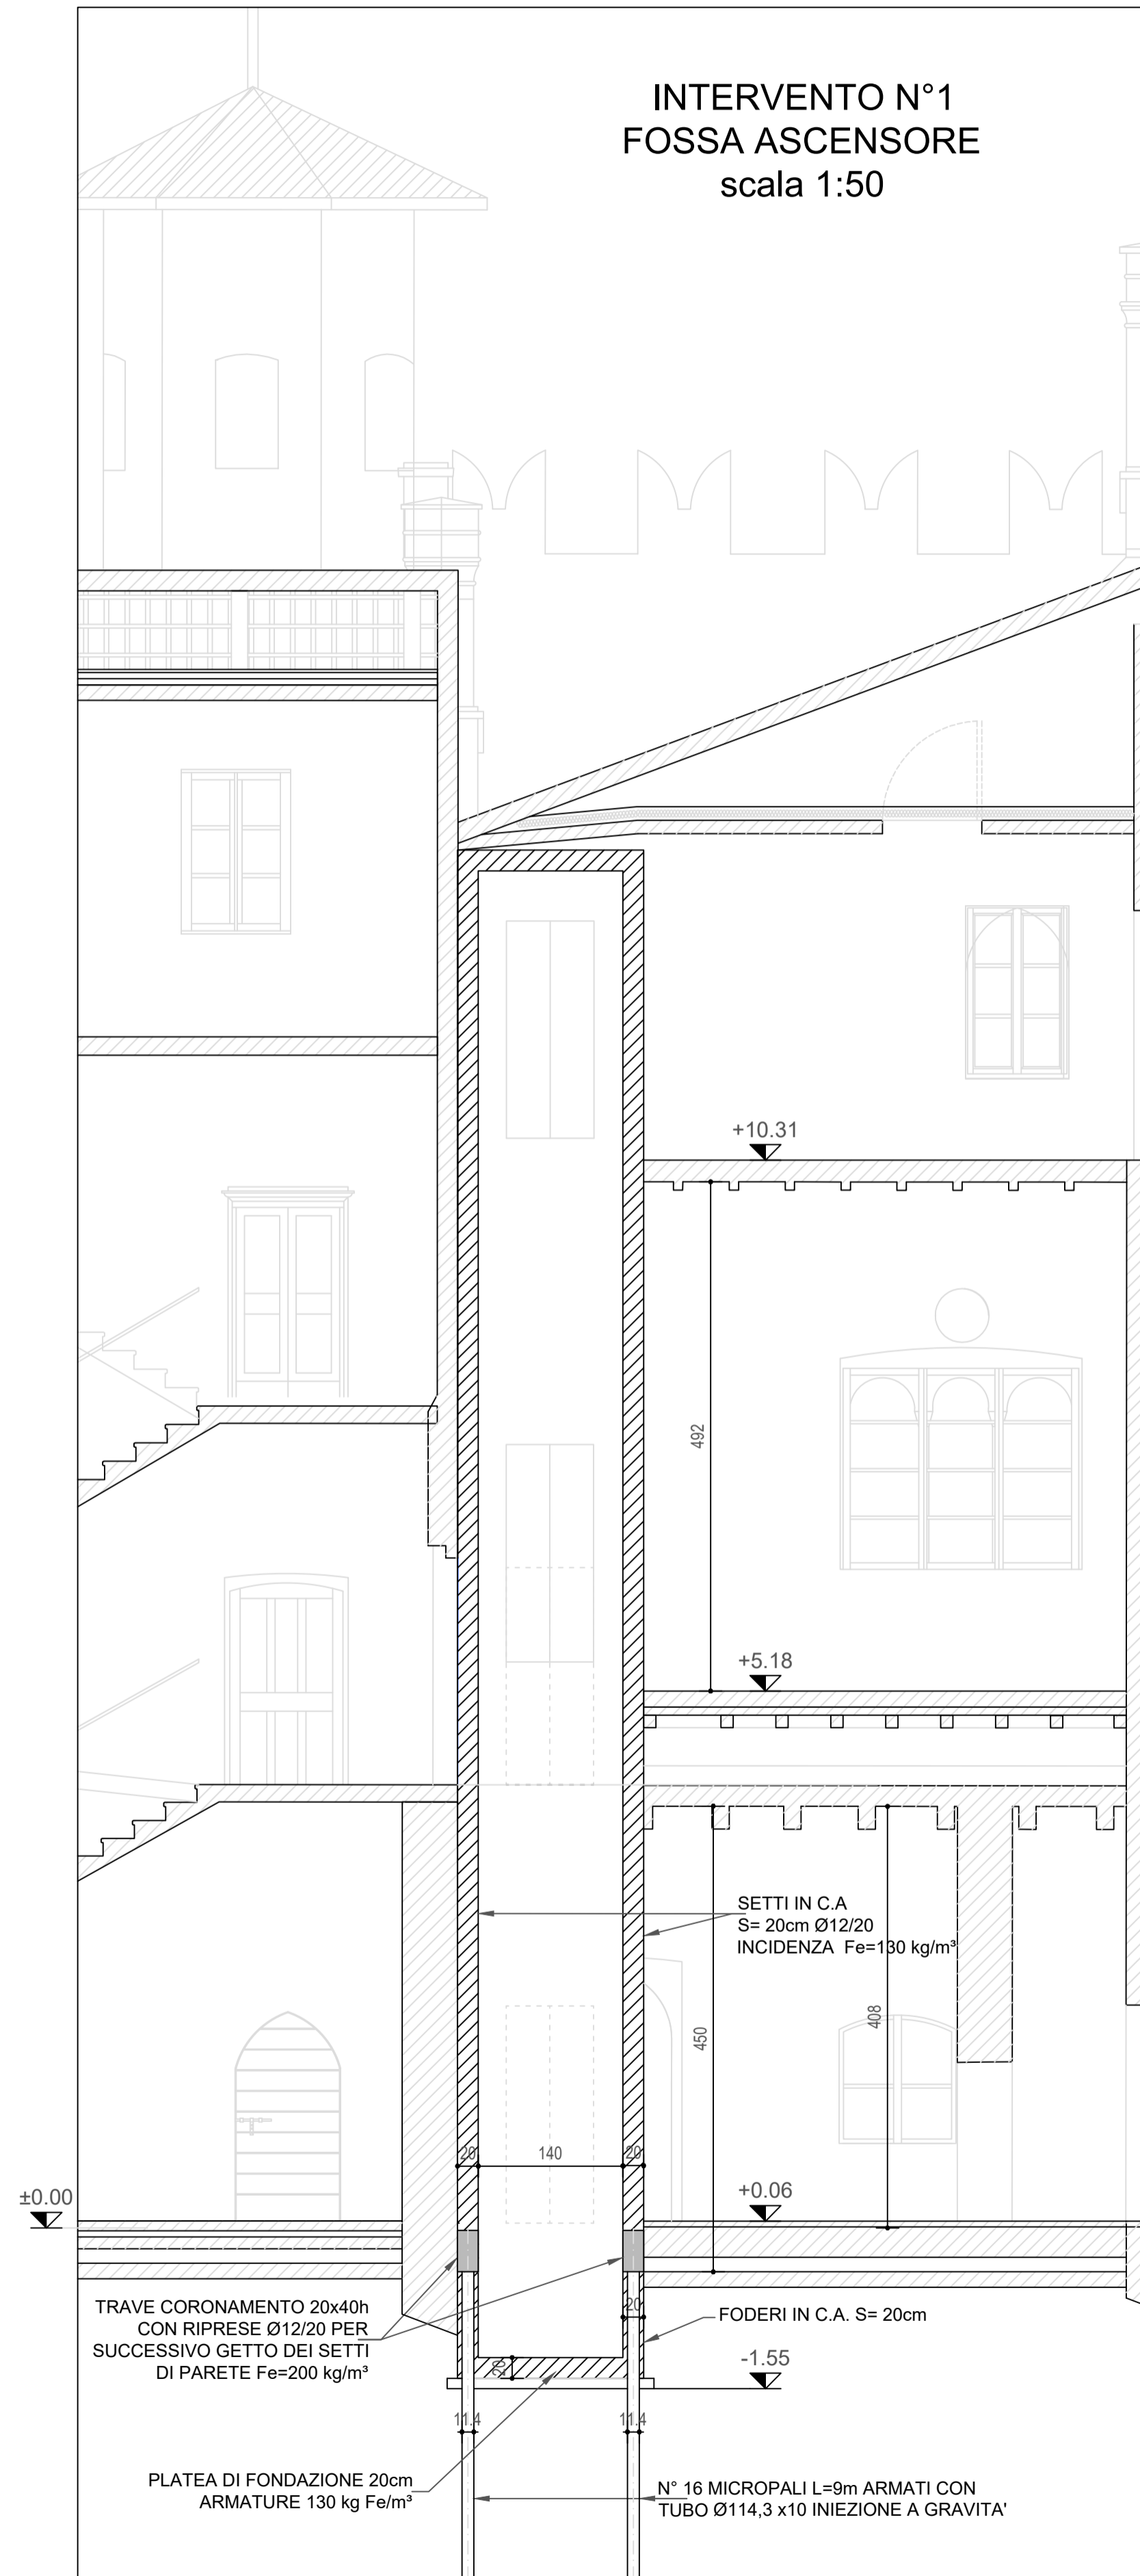 INTERVENTO N°1
FOSSA ASCENSORE
scala 1:50
+10.31
492
+5.18
SETTI IN C.A
S= 20cm Ø12/20
INCIDENZA Fe=130 kg/m³
450
408
20
140
20
±0.00
+0.06
TRAVE CORONAMENTO 20x40h
CON RIPRESE Ø12/20 PER
SUCCESSIVO GETTO DEI SETTI
DI PARETE Fe=200 kg/m³
20
FODERI IN C.A. S= 20cm
20
-1.55
11.4
11.4
PLATEA DI FONDAZIONE 20cm
ARMATURE 130 kg Fe/m³
N° 16 MICROPALI L=9m ARMATI CON
TUBO Ø114,3 x10 INIEZIONE A GRAVITA'